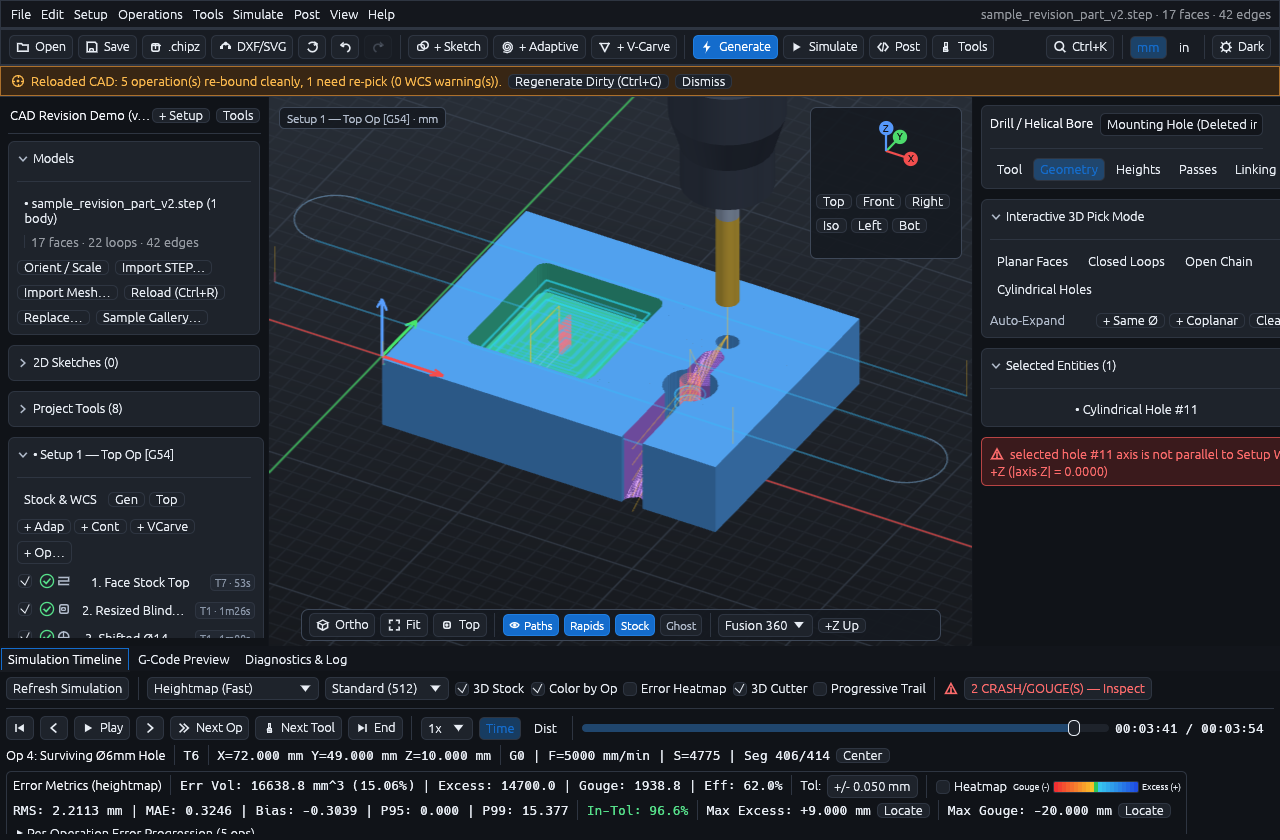 File Edit Setup Operations Tools Simulate Post View Help sample_revision_part_v2.step · 17 faces · 42 edges
Open Save .chipz DXF/SVG + Sketch + Adaptive + V-Carve Generate Simulate Post Tools Ctrl+K mm in Dark
Reloaded CAD: 5 operation(s) re-bound cleanly, 1 need re-pick (0 WCS warning(s)). Regenerate Dirty (Ctrl+G) Dismiss
CAD Revision Demo (v... + Setup Tools
Models
• sample_revision_part_v2.step (1
body)
17 faces · 22 loops · 42 edges
Orient / Scale Import STEP...
Import Mesh... Reload (Ctrl+R)
Replace... Sample Gallery...
2D Sketches (0)
Project Tools (8)
• Setup 1 — Top Op [G54]
Stock & WCS Gen Top
+ Adap + Cont + VCarve
+ Op...
1. Face Stock Top T7 · 53s
2. Resized Blind... T1 · 1m26s
Setup 1 — Top Op [G54] · mm
Z
Y
X
Top Front Right
Iso Left Bot
Ortho Fit Top Paths Rapids Stock Ghost Fusion 360 +Z Up
Drill / Helical Bore Mounting Hole (Deleted ir
Tool Geometry Heights Passes Linking
Interactive 3D Pick Mode
Planar Faces Closed Loops Open Chain
Cylindrical Holes
Auto-Expand + Same Ø + Coplanar Clea
Selected Entities (1)
• Cylindrical Hole #11
selected hole #11 axis is not parallel to Setup W
+Z (|axis·Z| = 0.0000)
Simulation Timeline G-Code Preview Diagnostics & Log
Refresh Simulation Heightmap (Fast) Standard (512) 3D Stock Color by Op Error Heatmap 3D Cutter Progressive Trail 2 CRASH/GOUGE(S) — Inspect
Play Next Op Next Tool End 1x Time Dist 00:03:41 / 00:03:54
Op 4: Surviving Ø6mm Hole T6 X=72.000 mm Y=49.000 mm Z=10.000 mm G0 | F=5000 mm/min | S=4775 | Seg 406/414 Center
Error Metrics (heightmap) Err Vol: 16638.8 mm^3 (15.06%) | Excess: 14700.0 | Gouge: 1938.8 | Eff: 62.0% Tol: +/- 0.050 mm Heatmap Gouge (-) Excess (+)
RMS: 2.2113 mm | MAE: 0.3246 | Bias: -0.3039 | P95: 0.000 | P99: 15.377 In-Tol: 96.6% Max Excess: +9.000 mm Locate Max Gouge: -20.000 mm Locate
Per Operation Error Progression (5 ops)